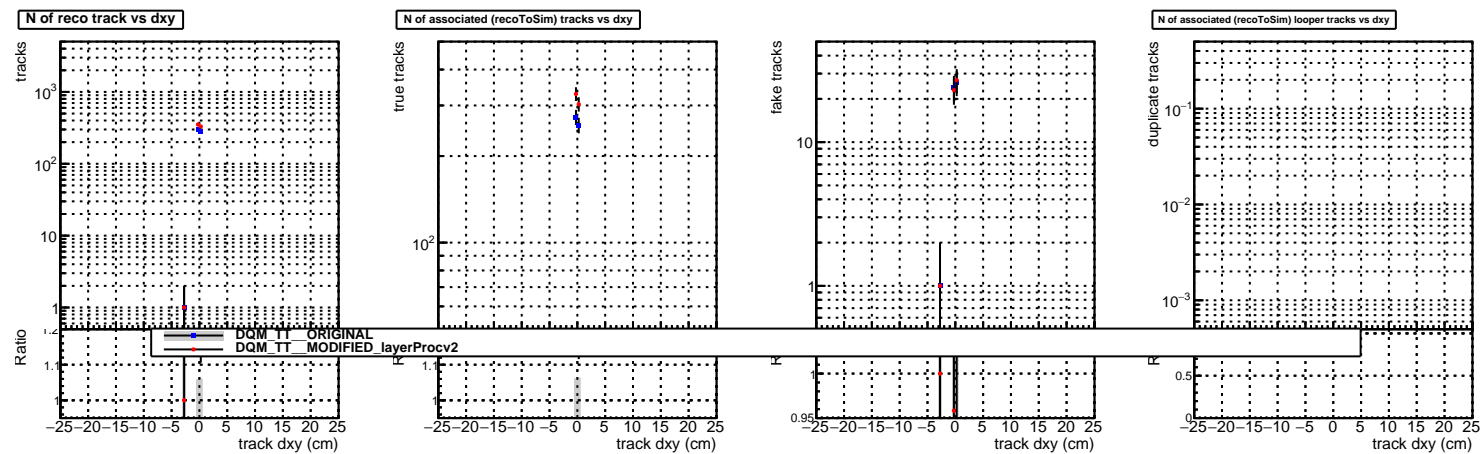 N of reco track vs dxy
N of associated (recoToSim) tracks vs dxy
N of associated (recoToSim) looper tracks vs dxy
tracks
10³
10²
10
1
true tracks
10²
fake tracks
10
1
duplicate tracks
10⁻¹
10⁻²
10⁻³
DQM_TT__ORIGINAL
DQM_TT__MODIFIED_layerProcv2
Ratio
1.2
1.1
1
1.1
1
1
0.95
0.5
0
−25 −20 −15 −10 −5 0 5 10 15 20 25
track dxy (cm)
−25 −20 −15 −10 −5 0 5 10 15 20 25
track dxy (cm)
−25 −20 −15 −10 −5 0 5 10 15 20 25
track dxy (cm)
−25 −20 −15 −10 −5 0 5 10 15 20 25
track dxy (cm)